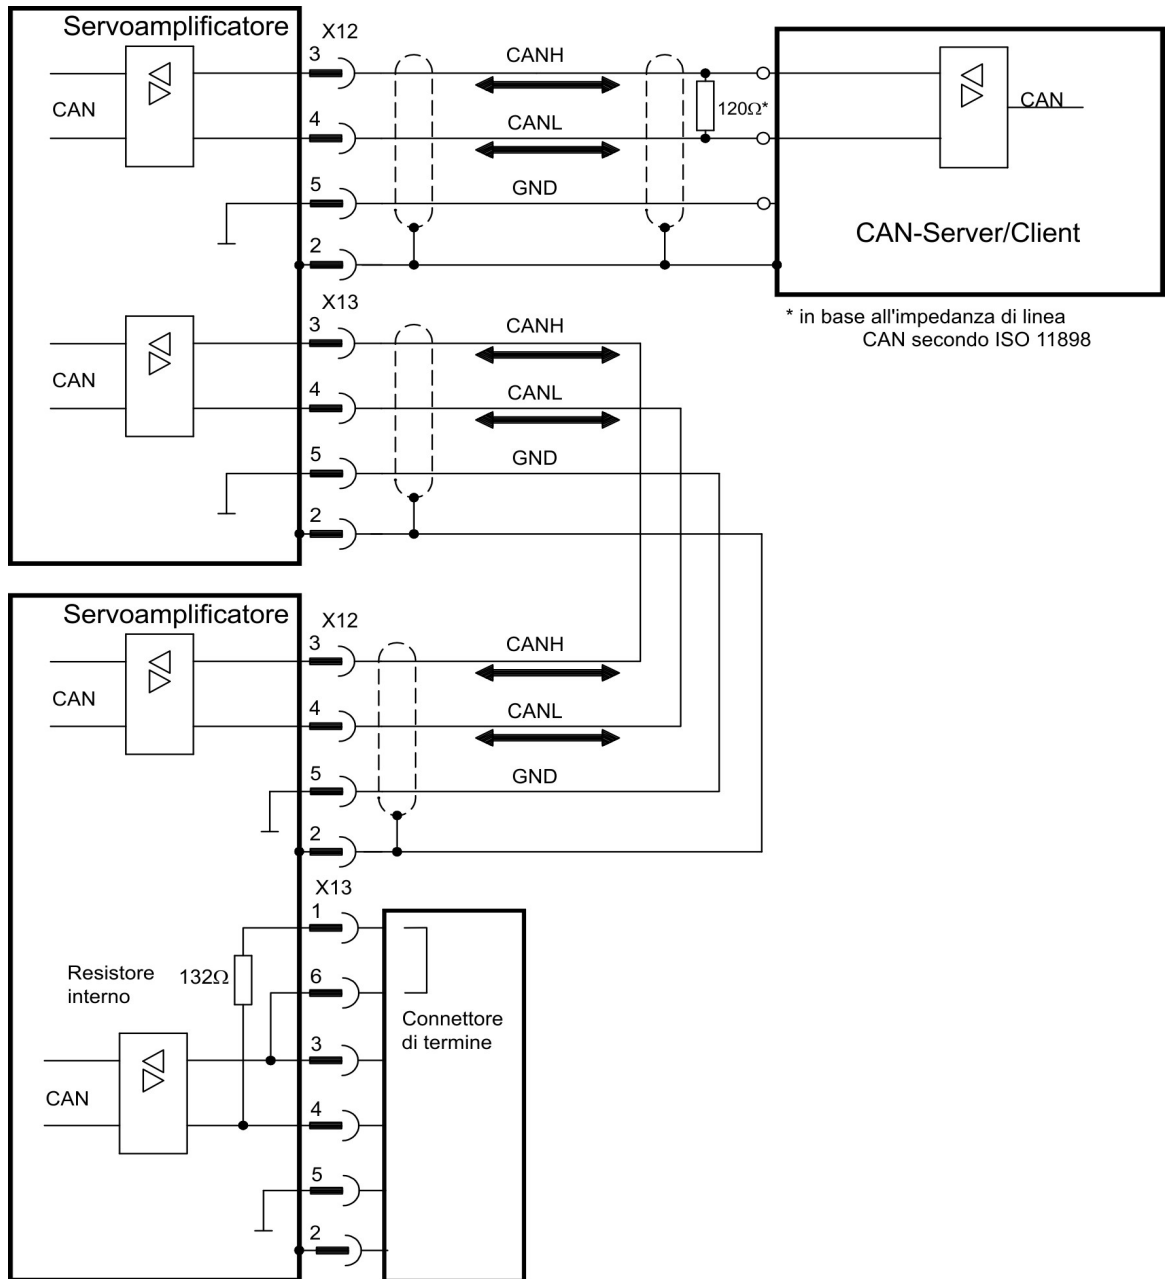 Servoamplificatore
X12
3
CANH
CAN
120Ω*
CAN
4
CANL
5
GND
CAN-Server/Client
2
* in base all'impedanza di linea
CAN secondo ISO 11898
X13
3
CANH
CAN
4
CANL
5
GND
2
Servoamplificatore
X12
3
CANH
CAN
4
CANL
5
GND
2
X13
1
Resistore
interno
132Ω
6
Connettore
di termine
3
CAN
4
5
2